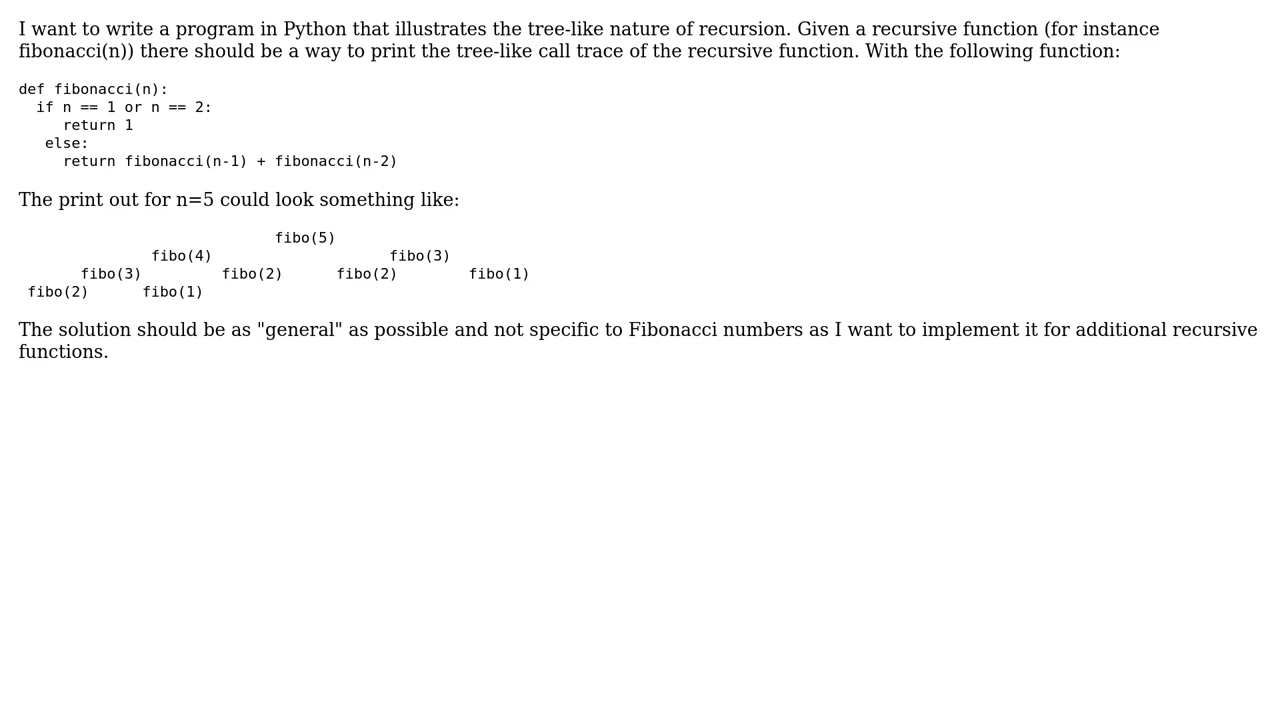 I want to write a program in Python that illustrates the tree-like nature of recursion. Given a recursive function (for instance
fibonacci(n)) there should be a way to print the tree-like call trace of the recursive function. With the following function:
def fibonacci(n):
  if n == 1 or n == 2:
     return 1
   else:
     return fibonacci(n-1) + fibonacci(n-2)
The print out for n=5 could look something like:
                            fibo(5)
              fibo(4)                    fibo(3)
      fibo(3)         fibo(2)      fibo(2)        fibo(1)
fibo(2)      fibo(1)
The solution should be as "general" as possible and not specific to Fibonacci numbers as I want to implement it for additional recursive
functions.